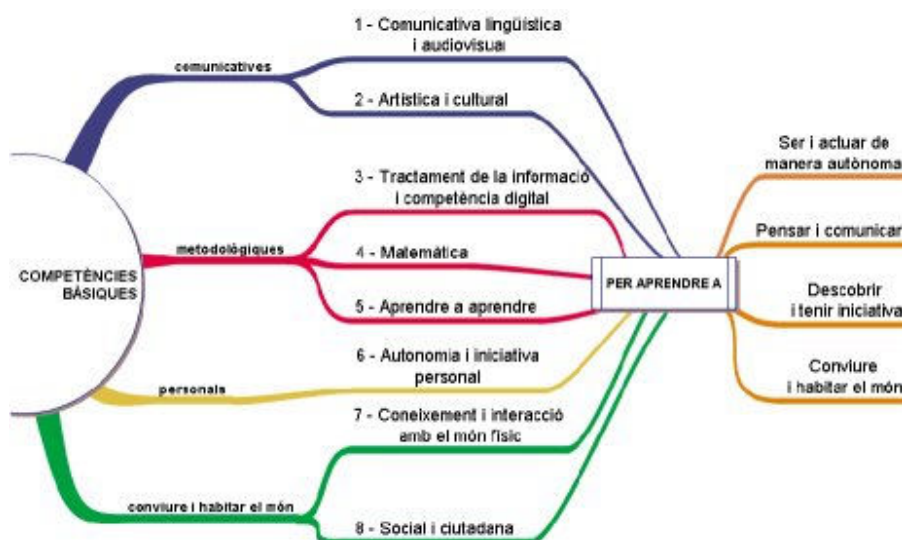 COMPETÈNCIES
BÀSIQUES
comunicatives
1 - Comunicativa lingüística
i audiovisual
2 - Artística i cultural
metodològiques
3 - Tractament de la informació
i competència digital
4 - Matemàtica
5 - Aprendre a aprendre
personals
6 - Autonomia i iniciativa
personal
conviure i habitar el món
7 - Coneixement i interacció
amb el món físic
8 - Social i ciutadana
PER APRENDRE A
Ser i actuar de
manera autònoma
Pensar i comunicar
Descobrir
i tenir iniciativa
Conviure
i habitar el món